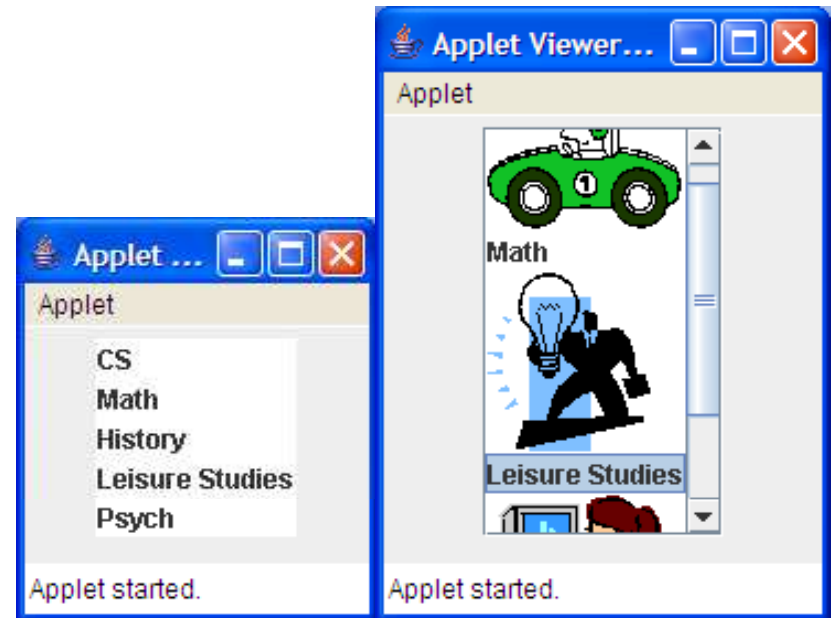 Applet ...
Applet
CS
Math
History
Leisure Studies
Psych
Applet started.
Applet Viewer...
Applet
1
Math
Leisure Studies
Applet started.